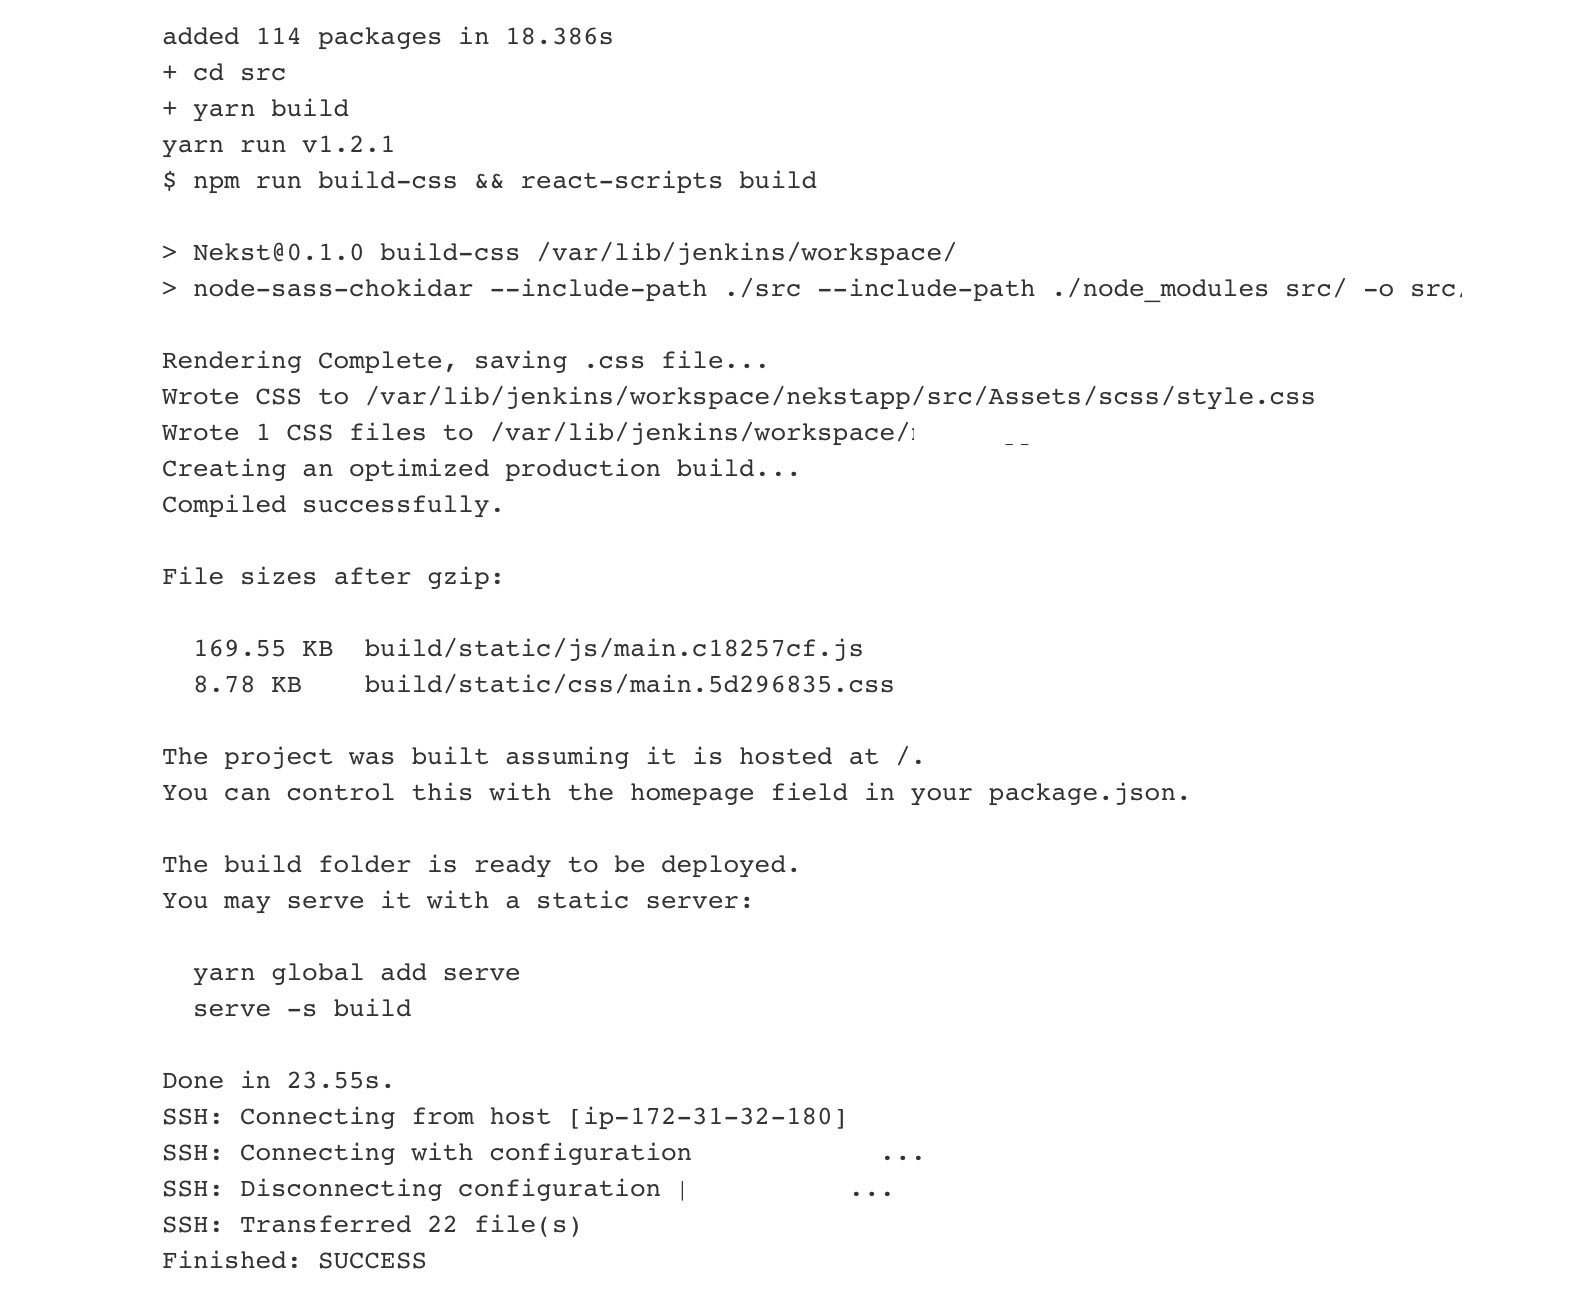 added 114 packages in 18.386s
+ cd src
+ yarn build
yarn run v1.2.1
$ npm run build-css && react-scripts build
> Nekst@0.1.0 build-css /var/lib/jenkins/workspace/
> node-sass-chokidar --include-path ./src --include-path ./node_modules src/ -o src/
Rendering Complete, saving .css file...
Wrote CSS to /var/lib/jenkins/workspace/nekstapp/src/Assets/scss/style.css
Wrote 1 CSS files to /var/lib/jenkins/workspace/
Creating an optimized production build...
Compiled successfully.
File sizes after gzip:
169.55 KB build/static/js/main.c18257cf.js
8.78 KB build/static/css/main.5d296835.css
The project was built assuming it is hosted at /.
You can control this with the homepage field in your package.json.
The build folder is ready to be deployed.
You may serve it with a static server:
yarn global add serve
serve -s build
Done in 23.55s.
SSH: Connecting from host [ip-172-31-32-180]
SSH: Connecting with configuration ...
SSH: Disconnecting configuration ...
SSH: Transferred 22 file(s)
Finished: SUCCESS